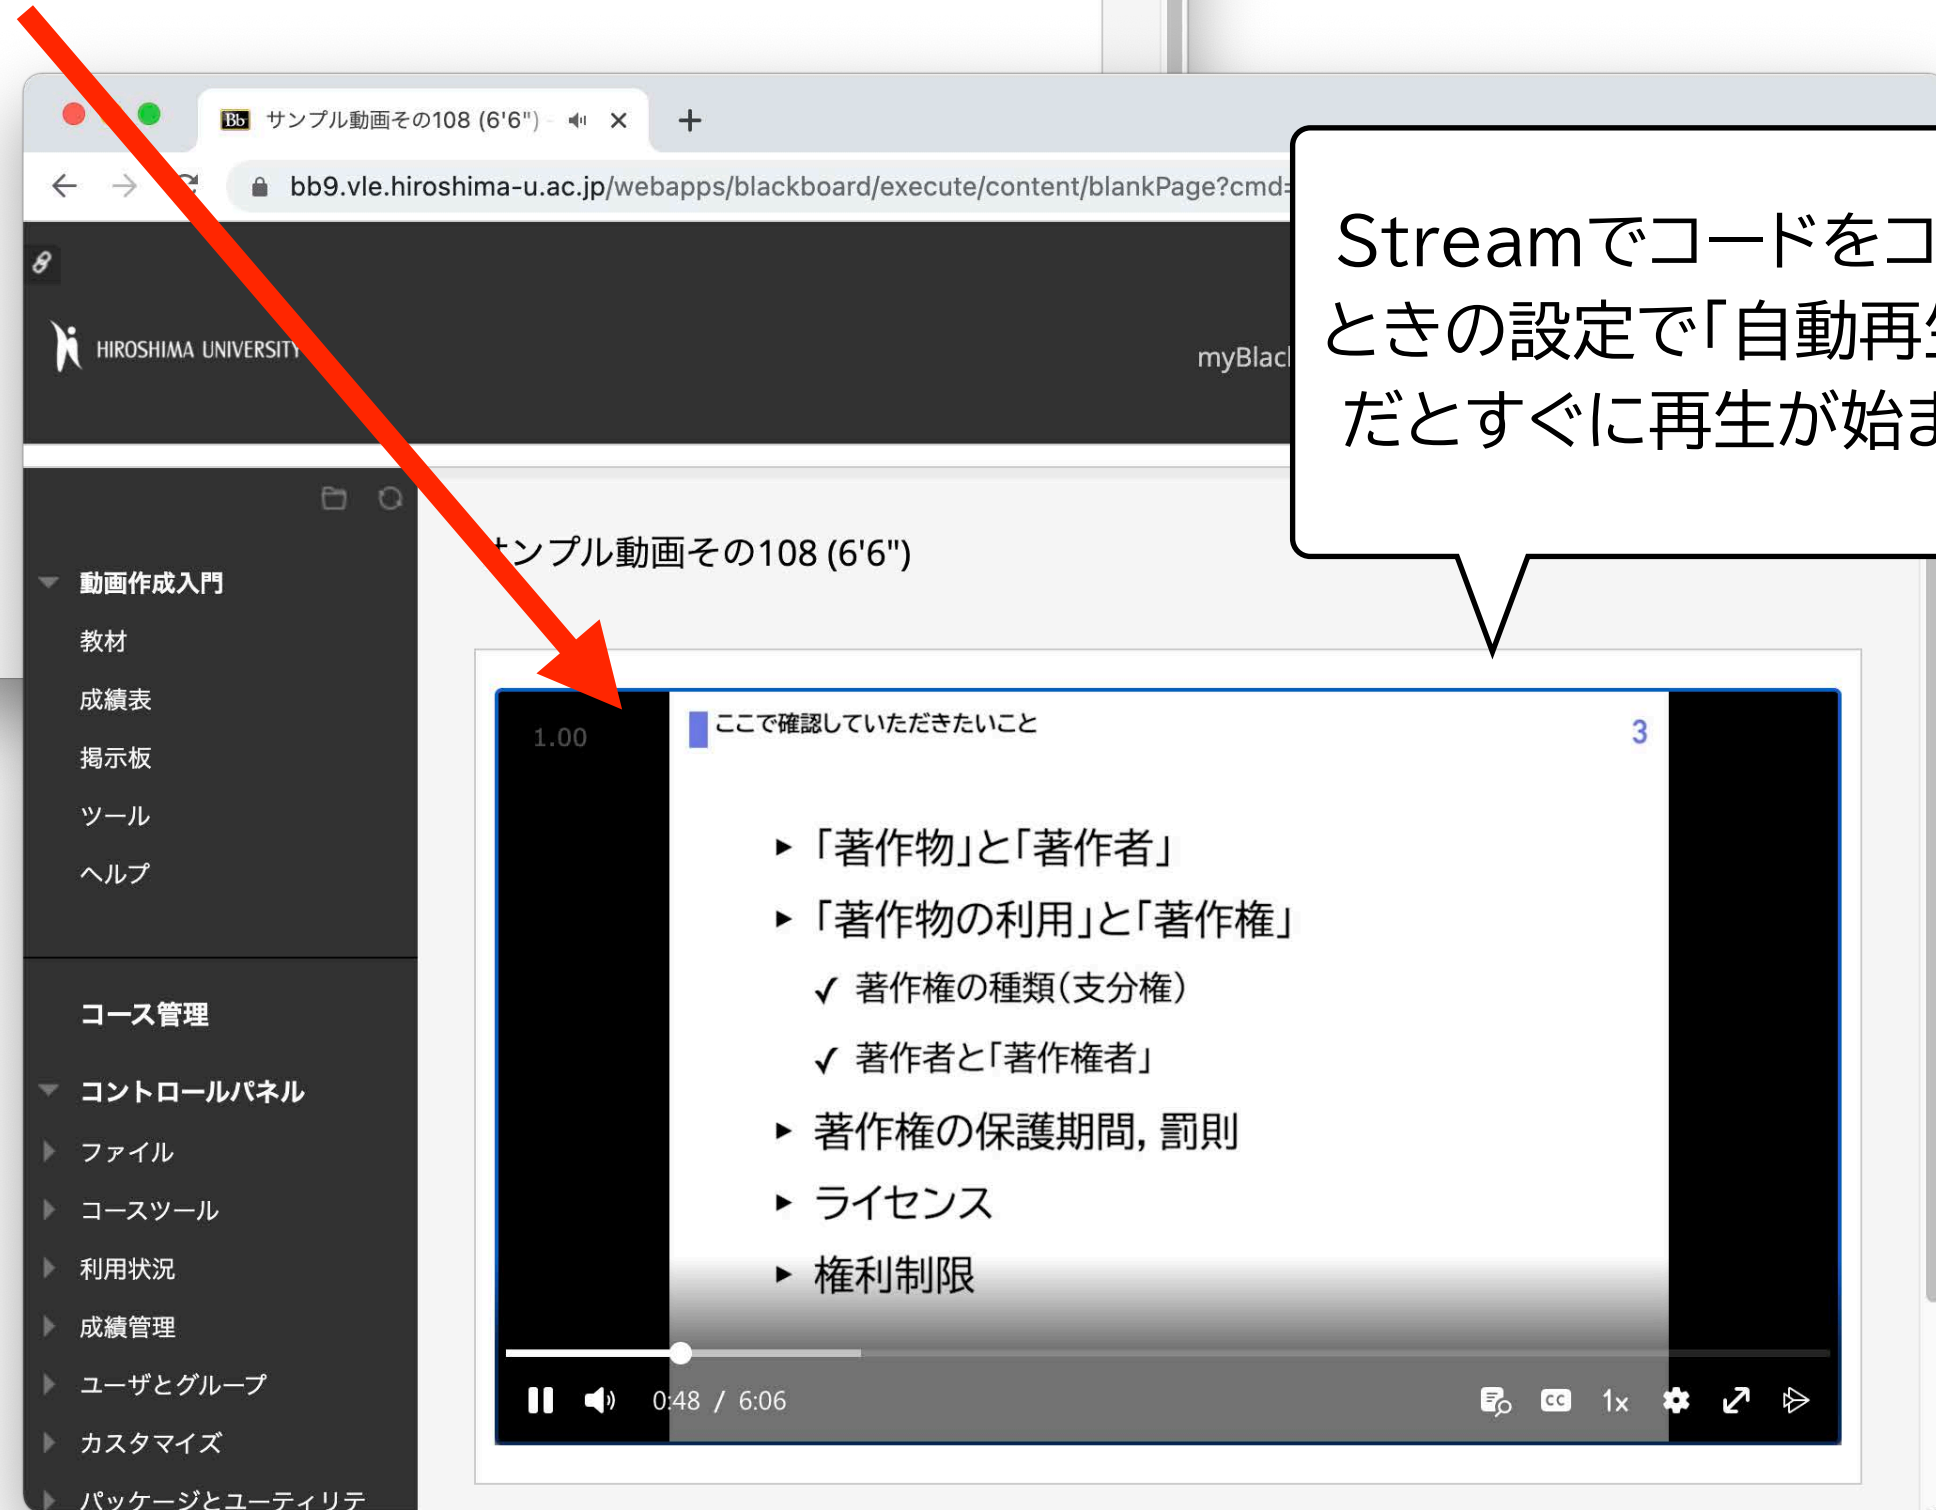 サンプル動画その108 (6'6") -
bb9.vle.hiroshima-u.ac.jp/webapps/blackboard/execute/content/blankPage?cmd=
Streamでコードをコ
ときの設定で「自動再生
だとすぐに再生が始ま
HIROSHIMA UNIVERSITY
myBlac
サンプル動画その108 (6'6")
動画作成入門
教材
成績表
掲示板
ツール
ヘルプ
コース管理
コントロールパネル
ファイル
コースツール
利用状況
成績管理
ユーザとグループ
カスタマイズ
パッケージとユーティリテ
1.00
ここで確認していただきたいこと
3
▸「著作物」と「著作者」
▸「著作物の利用」と「著作権」
✓ 著作権の種類（支分権）
✓ 著作者と「著作権者」
▸ 著作権の保護期間, 罰則
▸ ライセンス
▸ 権利制限
0:48 / 6:06
CC
1x